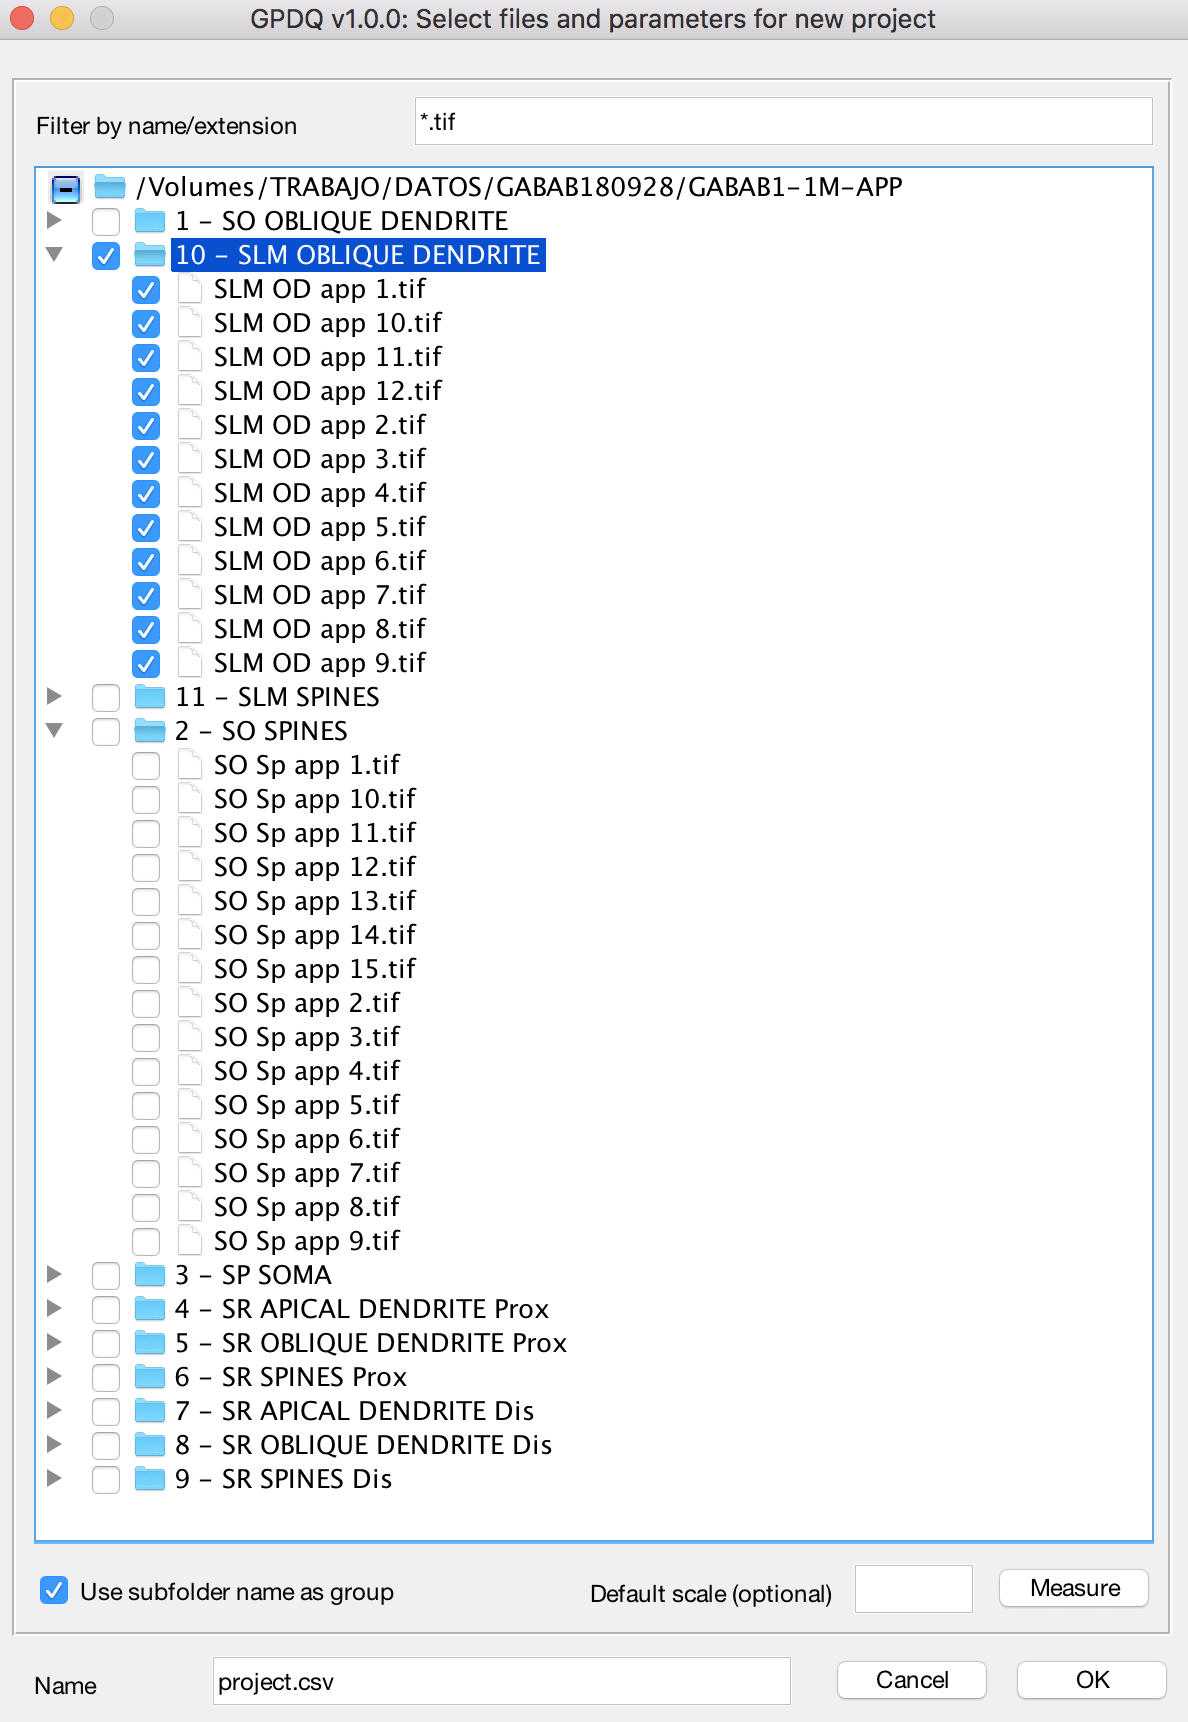 GPDQ v1.0.0: Select files and parameters for new project
Filter by name/extension
*.tif
/Volumes/TRABAJO/DATOS/GABAB180928/GABAB1-1M-APP
1 - SO OBLIQUE DENDRITE
10 - SLM OBLIQUE DENDRITE
SLM OD app 1.tif
SLM OD app 10.tif
SLM OD app 11.tif
SLM OD app 12.tif
SLM OD app 2.tif
SLM OD app 3.tif
SLM OD app 4.tif
SLM OD app 5.tif
SLM OD app 6.tif
SLM OD app 7.tif
SLM OD app 8.tif
SLM OD app 9.tif
11 - SLM SPINES
2 - SO SPINES
SO Sp app 1.tif
SO Sp app 10.tif
SO Sp app 11.tif
SO Sp app 12.tif
SO Sp app 13.tif
SO Sp app 14.tif
SO Sp app 15.tif
SO Sp app 2.tif
SO Sp app 3.tif
SO Sp app 4.tif
SO Sp app 5.tif
SO Sp app 6.tif
SO Sp app 7.tif
SO Sp app 8.tif
SO Sp app 9.tif
3 - SP SOMA
4 - SR APICAL DENDRITE Prox
5 - SR OBLIQUE DENDRITE Prox
6 - SR SPINES Prox
7 - SR APICAL DENDRITE Dis
8 - SR OBLIQUE DENDRITE Dis
9 - SR SPINES Dis
Use subfolder name as group
Default scale (optional)
Measure
Name
project.csv
Cancel
OK